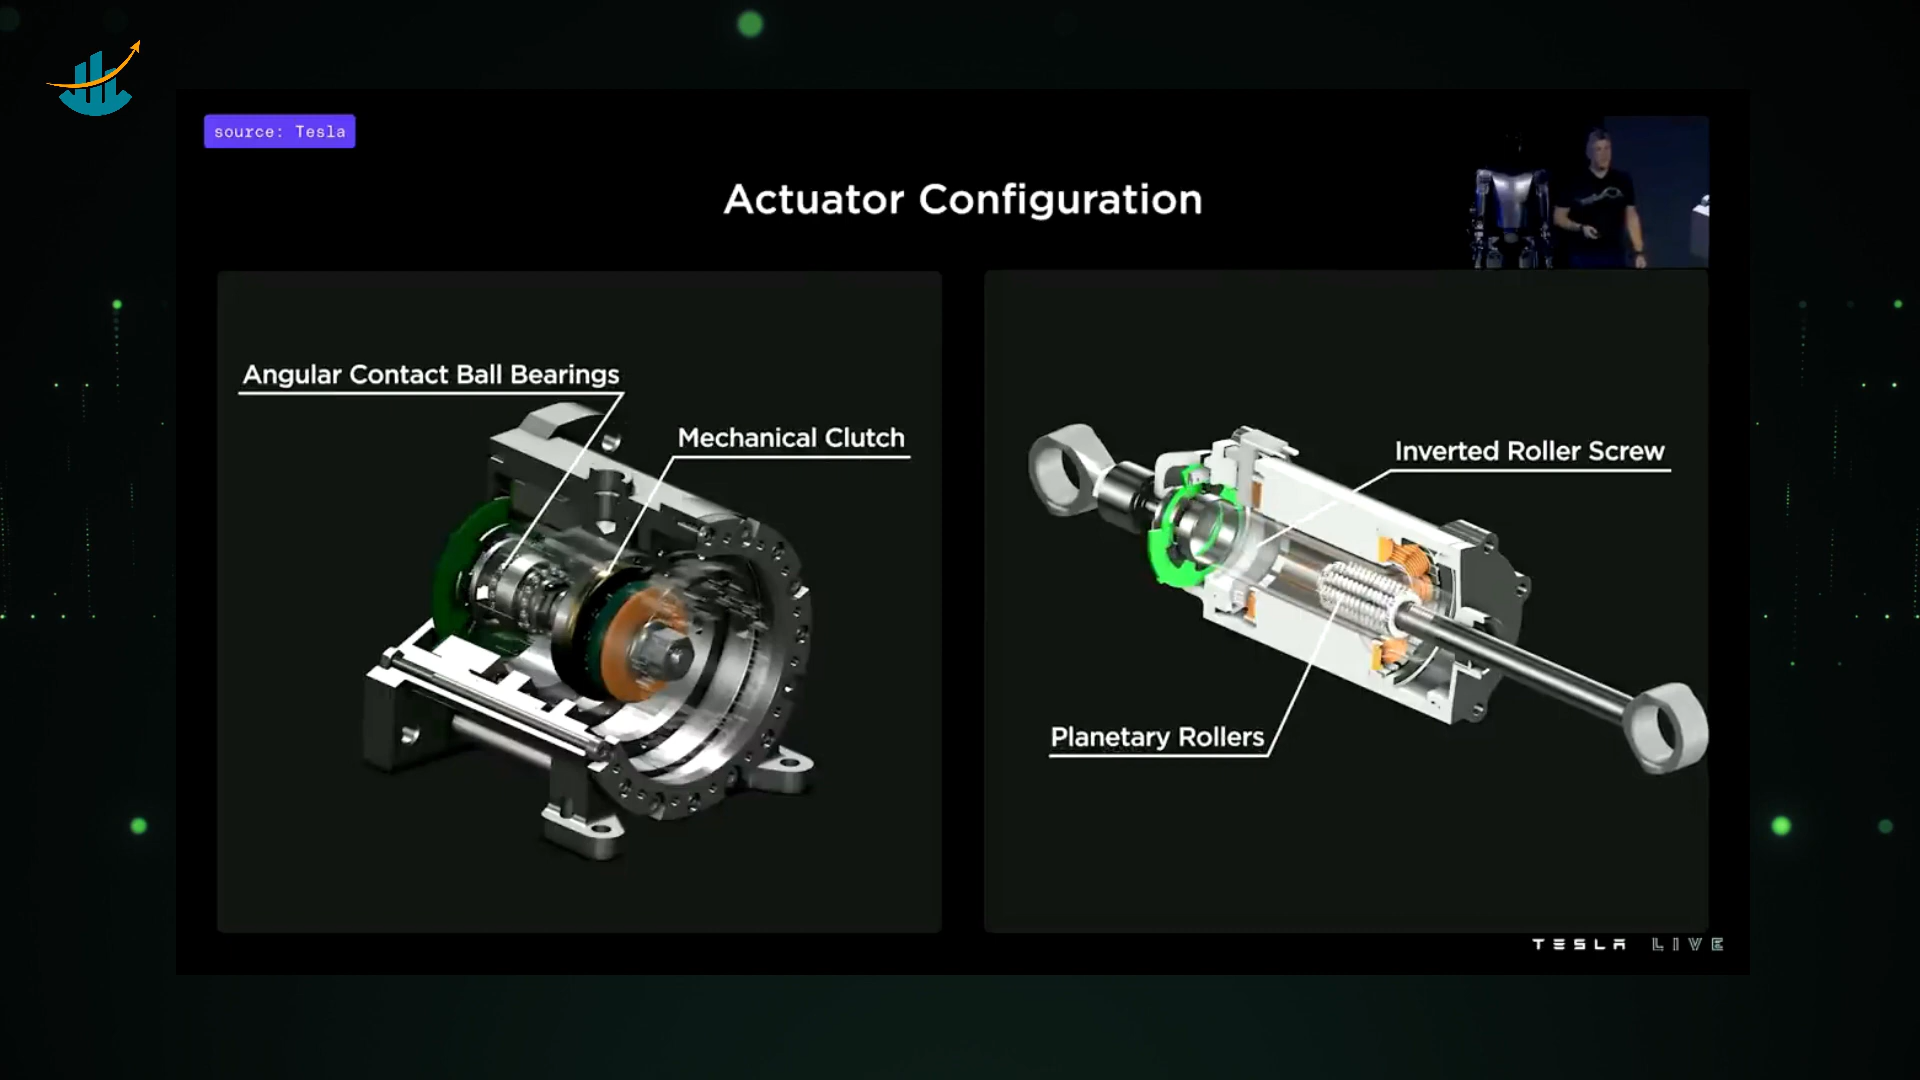 source: Tesla
Actuator Configuration
Angular Contact Ball Bearings
Mechanical Clutch
Inverted Roller Screw
Planetary Rollers
TESLA LIVE